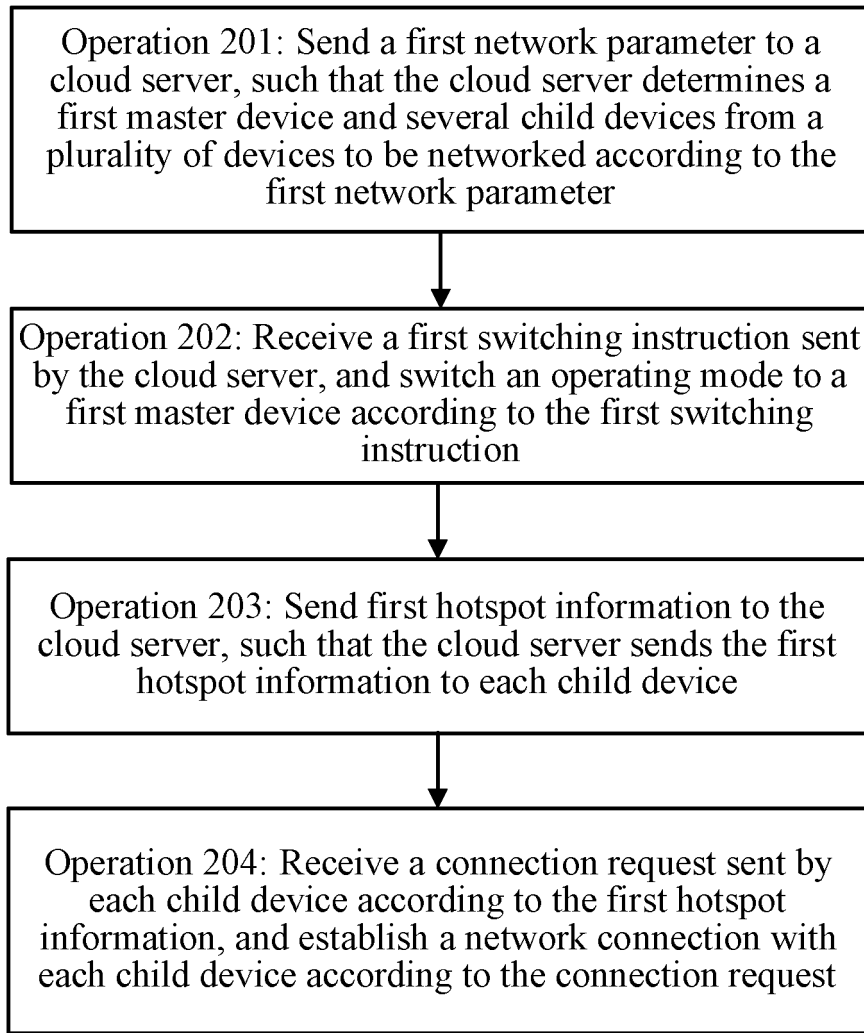 Operation 201: Send a first network parameter to a
cloud server, such that the cloud server determines a
first master device and several child devices from a
plurality of devices to be networked according to the
first network parameter
Operation 202: Receive a first switching instruction sent
by the cloud server, and switch an operating mode to a
first master device according to the first switching
instruction
Operation 203: Send first hotspot information to the
cloud server, such that the cloud server sends the first
hotspot information to each child device
Operation 204: Receive a connection request sent by
each child device according to the first hotspot
information, and establish a network connection with
each child device according to the connection request